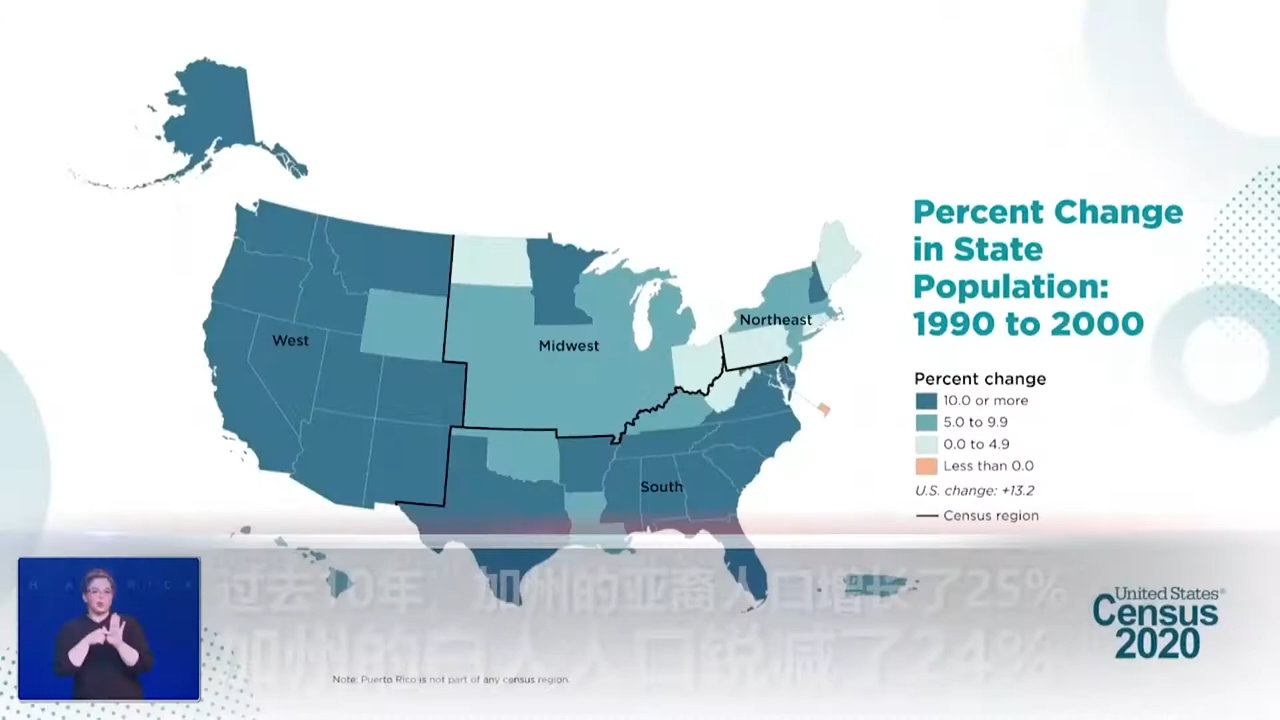 Percent Change
in State
Population:
1990 to 2000
West
Midwest
Northeast
South
Percent change
10.0 or more
5.0 to 9.9
0.0 to 4.9
Less than 0.0
U.S. change: +13.2
Census region
过去10年 加州的亚裔人口增长了25%
加州的白人人口锐减了24%
United States®
Census
2020
Note: Puerto Rico is not part of any census region.